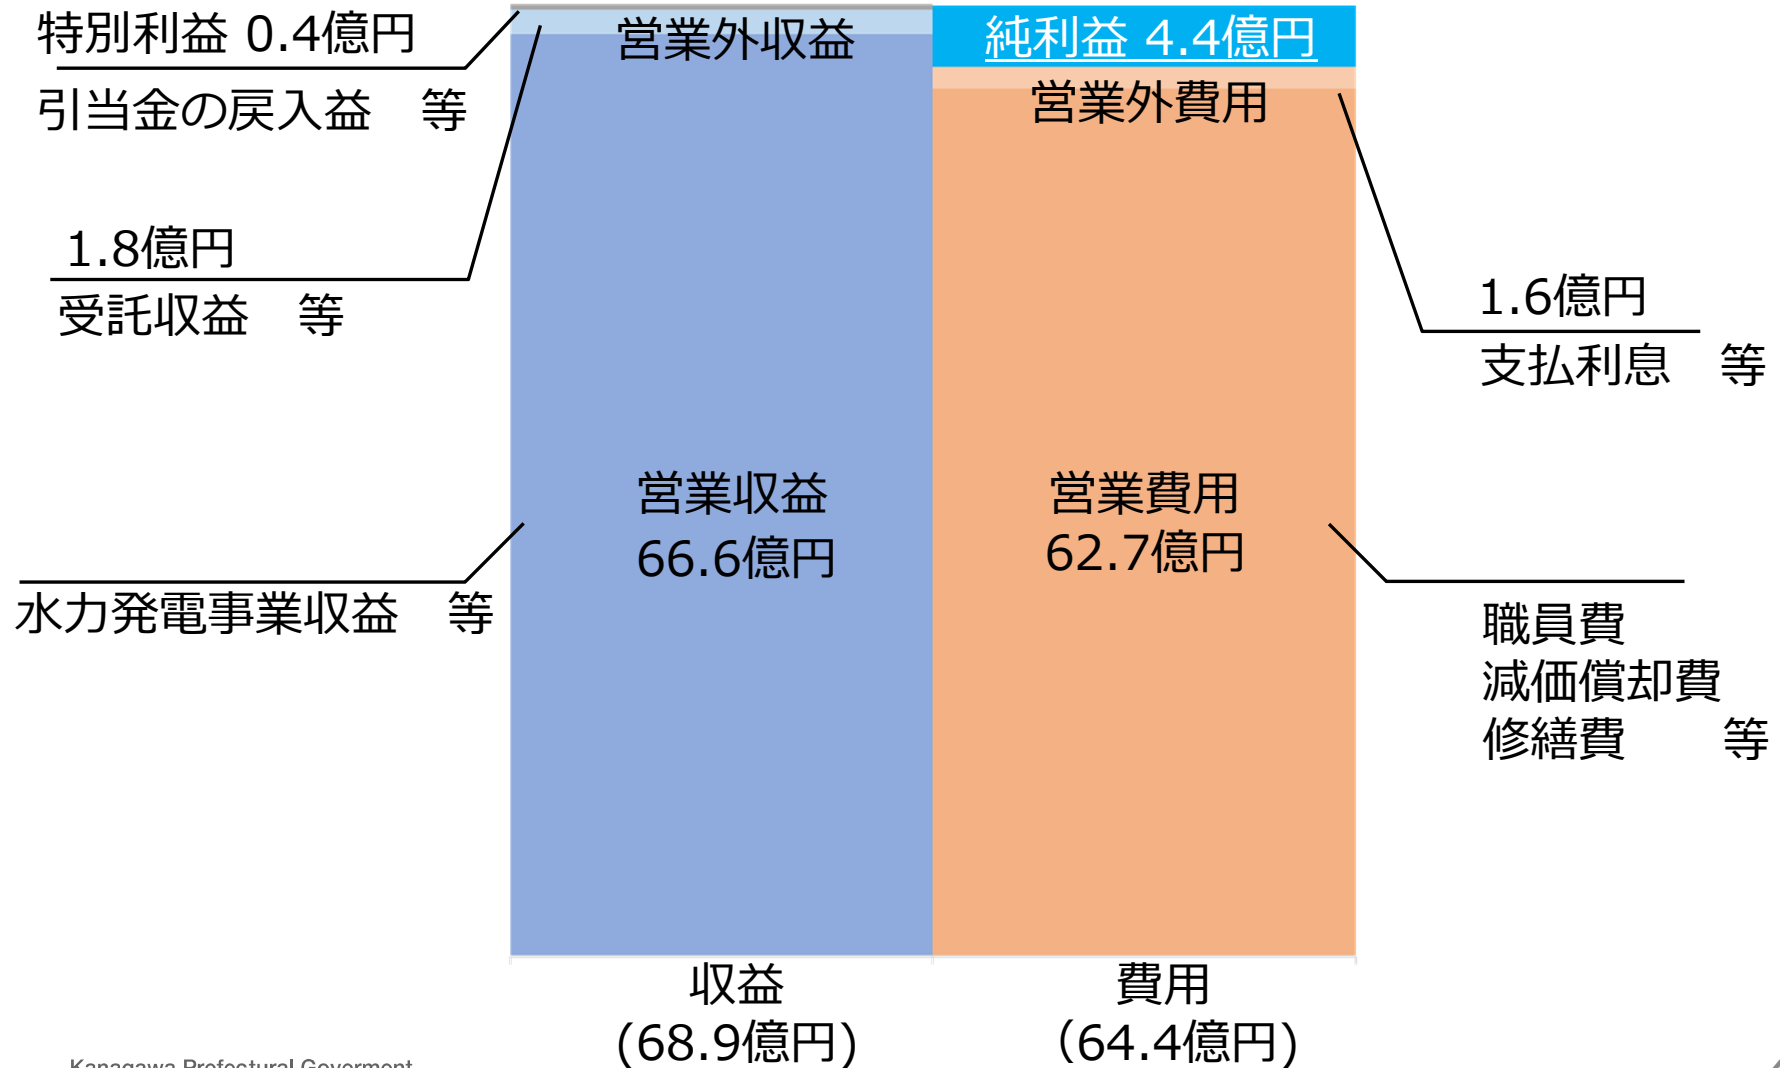 特別利益 0.4億円
引当金の戻入益　等
1.8億円
受託収益　等
水力発電事業収益　等
営業外収益
営業収益
66.6億円
純利益 4.4億円
営業外費用
営業費用
62.7億円
1.6億円
支払利息　等
職員費
減価償却費
修繕費　　等
収益
(68.9億円)
費用
（64.4億円)
Kanagawa Prefectural Goverment